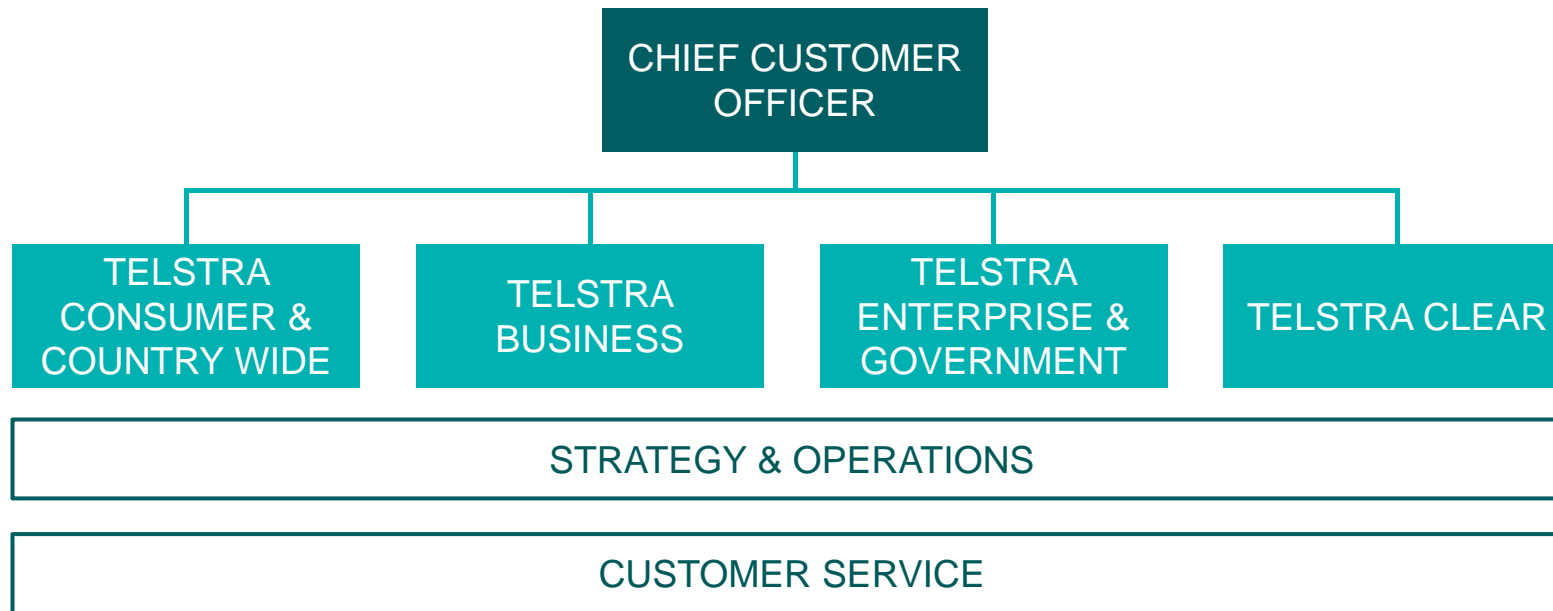 CHIEF CUSTOMER
OFFICER
TELSTRA
CONSUMER &
COUNTRY WIDE
TELSTRA
BUSINESS
TELSTRA
ENTERPRISE &
GOVERNMENT
TELSTRA CLEAR
STRATEGY & OPERATIONS
CUSTOMER SERVICE